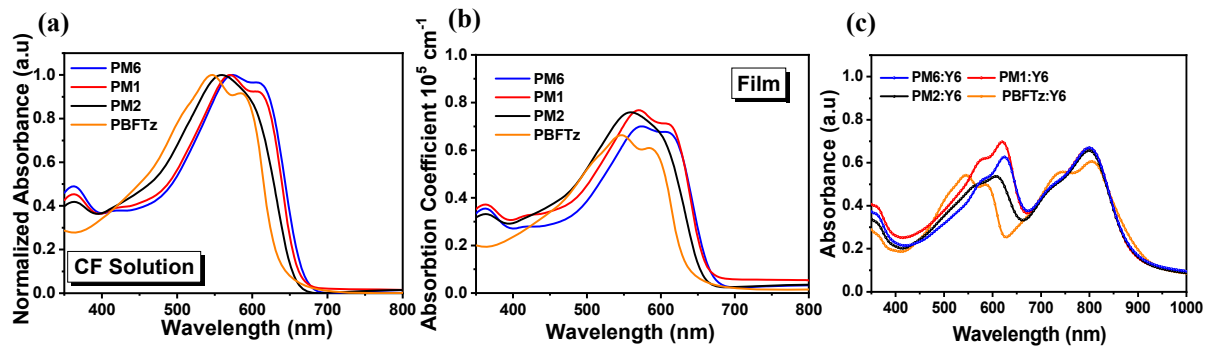 (a)
Normalized Absorbance (a.u)
1.0
0.8
0.6
0.4
0.2
0.0
PM6
PM1
PM2
PBFTz
CF Solution
400 500 600 700 800
Wavelength (nm)
(b)
Absorbtion Coefficient 10⁵ cm⁻¹
1.0
0.8
0.6
0.4
0.2
0.0
PM6
PM1
PM2
PBFTz
Film
400 500 600 700 800
Wavelength (nm)
(c)
Absorbance (a.u)
1.0
0.8
0.6
0.4
0.2
0.0
PM6:Y6 PM1:Y6
PM2:Y6 PBFTz:Y6
400 500 600 700 800 900 1000
Wavelength (nm)